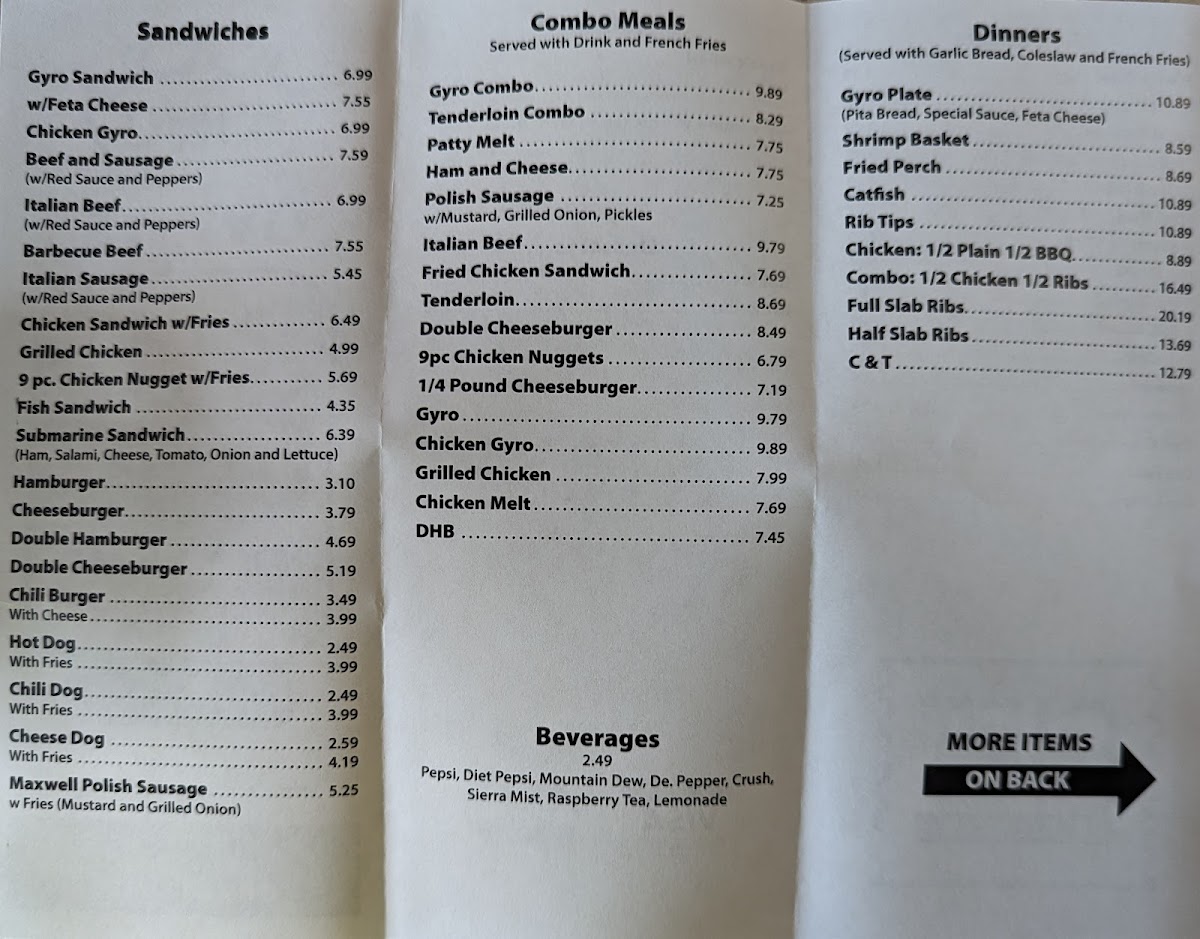 Sandwiches
Gyro Sandwich 6.99
w/Feta Cheese 7.55
Chicken Gyro 6.99
Beef and Sausage 7.59
(w/Red Sauce and Peppers)
Italian Beef 6.99
(w/Red Sauce and Peppers)
Barbecue Beef 7.55
Italian Sausage 5.45
(w/Red Sauce and Peppers)
Chicken Sandwich w/Fries 6.49
Grilled Chicken 4.99
9 pc. Chicken Nugget w/Fries 5.69
Fish Sandwich 4.35
Submarine Sandwich 6.39
(Ham, Salami, Cheese, Tomato, Onion and Lettuce)
Hamburger 3.10
Cheeseburger 3.79
Double Hamburger 4.69
Double Cheeseburger 5.19
Chili Burger 3.49
With Cheese 3.99
Hot Dog 2.49
With Fries 3.99
Chili Dog 2.49
With Fries 3.99
Cheese Dog 2.59
With Fries 4.19
Maxwell Polish Sausage 5.25
w Fries (Mustard and Grilled Onion)
Combo Meals
Served with Drink and French Fries
Gyro Combo 9.89
Tenderloin Combo 8.29
Patty Melt 7.75
Ham and Cheese 7.75
Polish Sausage 7.25
w/Mustard, Grilled Onion, Pickles
Italian Beef 9.79
Fried Chicken Sandwich 7.69
Tenderloin 8.69
Double Cheeseburger 8.49
9pc Chicken Nuggets 6.79
1/4 Pound Cheeseburger 7.19
Gyro 9.79
Chicken Gyro 9.89
Grilled Chicken 7.99
Chicken Melt 7.69
DHB 7.45
Beverages
2.49
Pepsi, Diet Pepsi, Mountain Dew, De. Pepper, Crush,
Sierra Mist, Raspberry Tea, Lemonade
Dinners
(Served with Garlic Bread, Coleslaw and French Fries)
Gyro Plate 10.89
(Pita Bread, Special Sauce, Feta Cheese)
Shrimp Basket 8.59
Fried Perch 8.69
Catfish 10.89
Rib Tips 10.89
Chicken: 1/2 Plain 1/2 BBQ 8.89
Combo: 1/2 Chicken 1/2 Ribs 16.49
Full Slab Ribs 20.19
Half Slab Ribs 13.69
C & T 12.79
MORE ITEMS
ON BACK